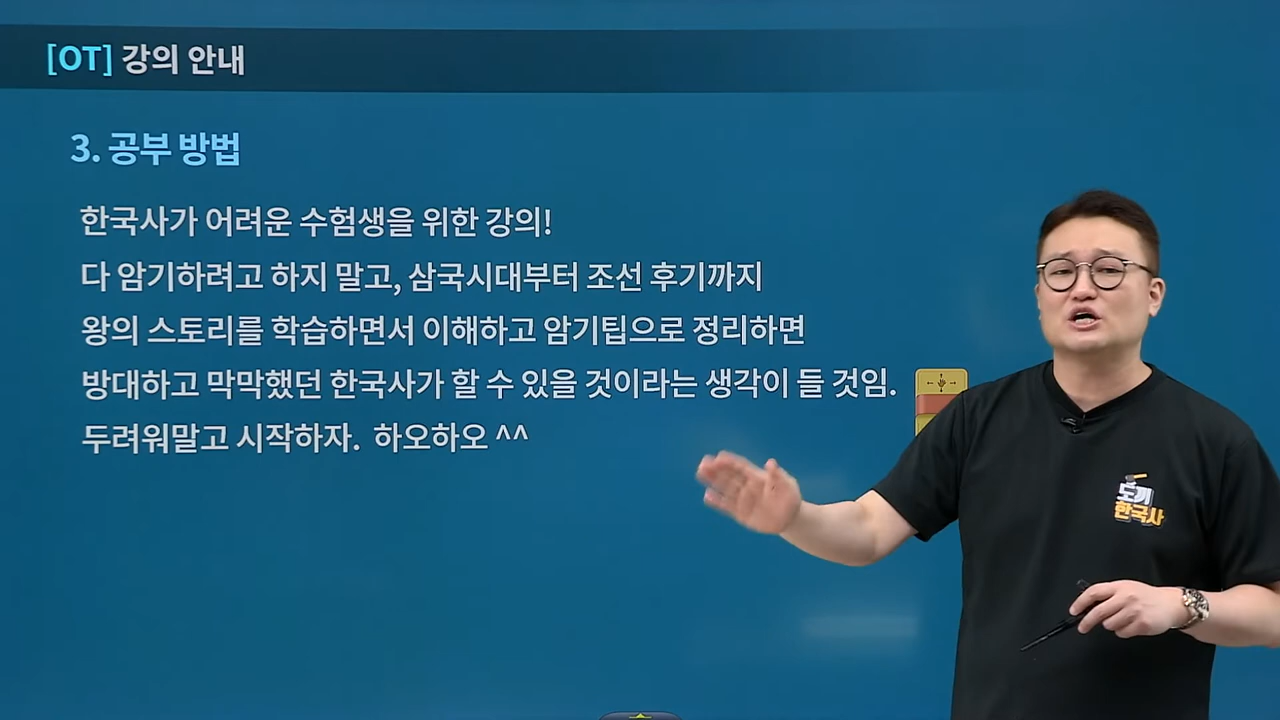 [OT] 강의 안내
3. 공부 방법
한국사가 어려운 수험생을 위한 강의!
다 암기하려고 하지 말고, 삼국시대부터 조선 후기까지
왕의 스토리를 학습하면서 이해하고 암기팁으로 정리하면
방대하고 막막했던 한국사가 할 수 있을 것이라는 생각이 들 것임.
두려워말고 시작하자.  하오하오 ^^
도끼
한국사